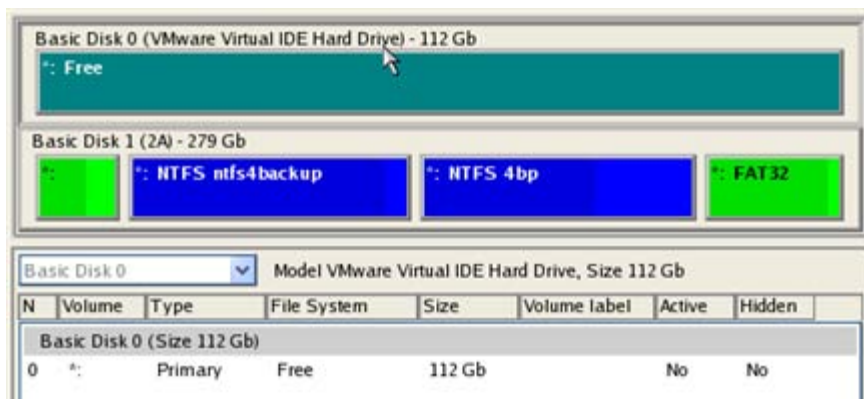 Basic Disk 0 (VMware Virtual IDE Hard Drive) - 112 Gb
*: Free
Basic Disk 1 (2A) - 279 Gb
*: *: NTFS ntfs4backup *: NTFS 4bp *: FAT32
Basic Disk 0 Model VMware Virtual IDE Hard Drive, Size 112 Gb
N Volume Type File System Size Volume label Active Hidden
Basic Disk 0 (Size 112 Gb)
0 *: Primary Free 112 Gb No No